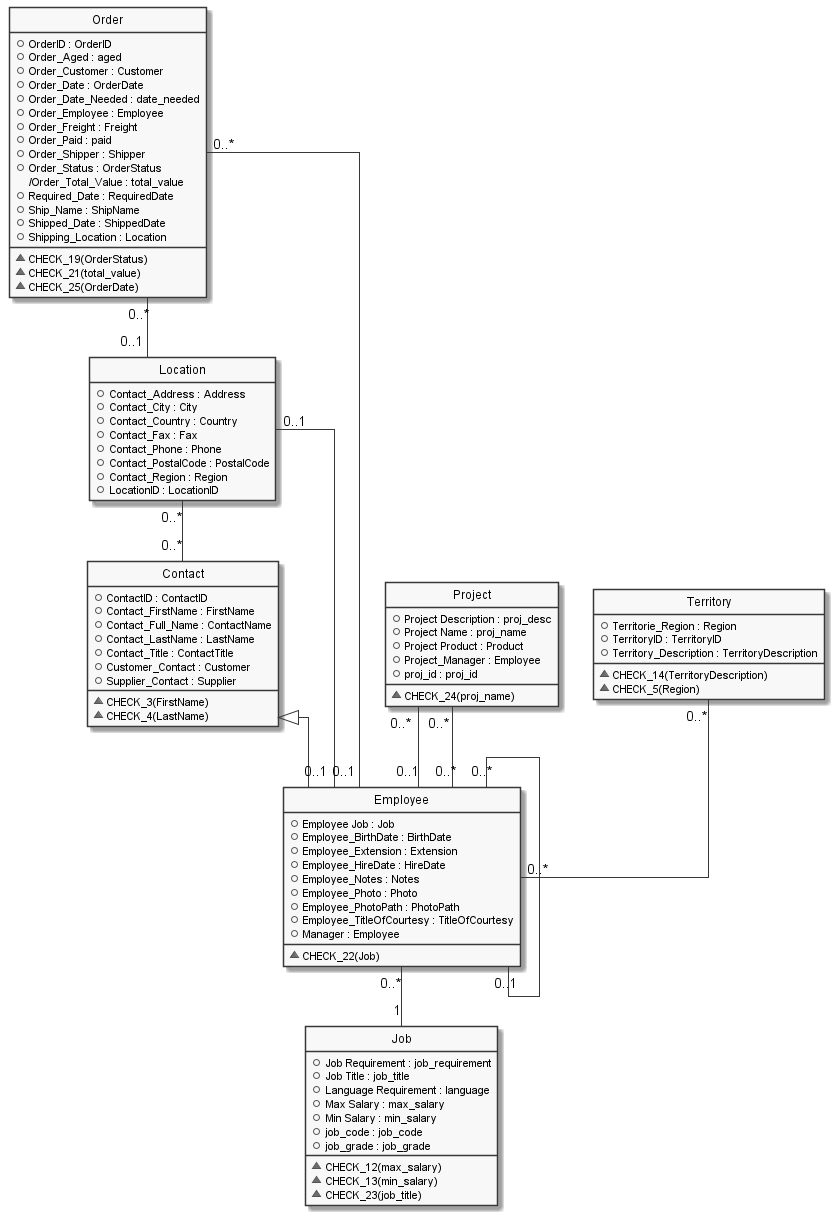 Order
OrderID : OrderID
Order_Aged : aged
Order_Customer : Customer
Order_Date : OrderDate
Order_Date_Needed : date_needed
Order_Employee : Employee
Order_Freight : Freight
Order_Paid : paid
Order_Shipper : Shipper
Order_Status : OrderStatus
/Order_Total_Value : total_value
Required_Date : RequiredDate
Ship_Name : ShipName
Shipped_Date : ShippedDate
Shipping_Location : Location
CHECK_19(OrderStatus)
CHECK_21(total_value)
CHECK_25(OrderDate)
0..*
0..*
0..1
Location
Contact_Address : Address
Contact_City : City
Contact_Country : Country
Contact_Fax : Fax
Contact_Phone : Phone
Contact_PostalCode : PostalCode
Contact_Region : Region
LocationID : LocationID
0..1
0..*
0..*
Contact
ContactID : ContactID
Contact_FirstName : FirstName
Contact_Full_Name : ContactName
Contact_LastName : LastName
Contact_Title : ContactTitle
Customer_Contact : Customer
Supplier_Contact : Supplier
CHECK_3(FirstName)
CHECK_4(LastName)
Project
Project Description : proj_desc
Project Name : proj_name
Project Product : Product
Project_Manager : Employee
proj_id : proj_id
CHECK_24(proj_name)
Territory
Territorie_Region : Region
TerritoryID : TerritoryID
Territory_Description : TerritoryDescription
CHECK_14(TerritoryDescription)
CHECK_5(Region)
0..*
0..*
0..*
0..1
0..1
0..1
0..*
0..*
Employee
Employee Job : Job
Employee_BirthDate : BirthDate
Employee_Extension : Extension
Employee_HireDate : HireDate
Employee_Notes : Notes
Employee_Photo : Photo
Employee_PhotoPath : PhotoPath
Employee_TitleOfCourtesy : TitleOfCourtesy
Manager : Employee
CHECK_22(Job)
0..*
0..*
0..1
1
Job
Job Requirement : job_requirement
Job Title : job_title
Language Requirement : language
Max Salary : max_salary
Min Salary : min_salary
job_code : job_code
job_grade : job_grade
CHECK_12(max_salary)
CHECK_13(min_salary)
CHECK_23(job_title)